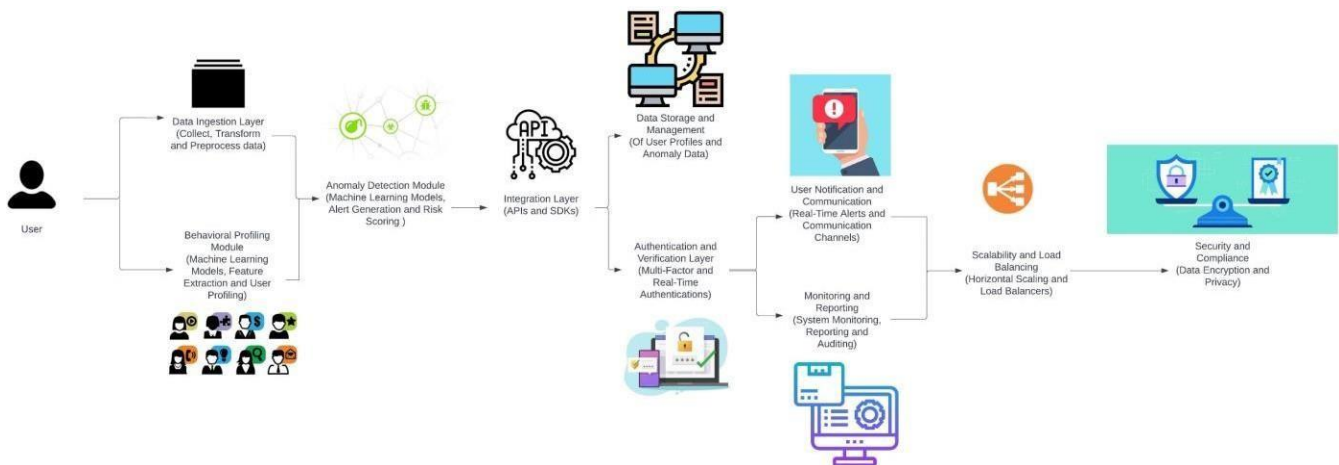 User
Data Ingestion Layer
(Collect, Transform
and Preprocess data)
Behavioral Profiling
Module
(Machine Learning
Models, Feature
Extraction and User
Profiling)
$
Anomaly Detection Module
(Machine Learning Models,
Alert Generation and Risk
Scoring )
API
Integration Layer
(APIs and SDKs)
Data Storage and
Management
(Of User Profiles and
Anomaly Data)
Authentication and
Verification Layer
(Multi-Factor and
Real-Time
Authentications)
****
User Notification and
Communication
(Real-Time Alerts and
Communication
Channels)
Monitoring and
Reporting
(System Monitoring,
Reporting and
Auditing)
Scalability and Load
Balancing
(Horizontal Scaling and
Load Balancers)
Security and
Compliance
(Data Encryption and
Privacy)